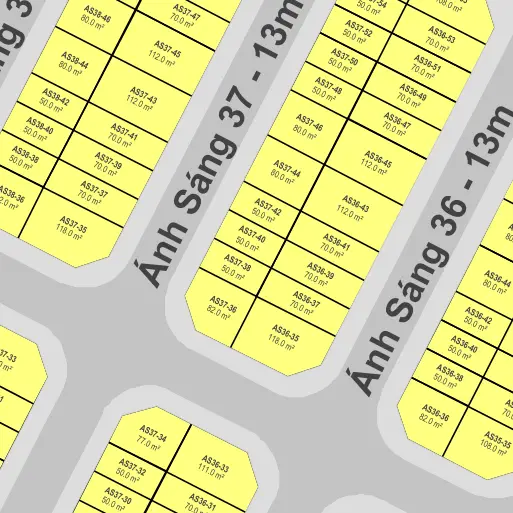 AS38-46
80.0 m²
AS37-47
70.0 m²
AS37-45
112.0 m²
AS38-44
80.0 m²
AS37-43
112.0 m²
AS38-42
50.0 m²
AS38-40
50.0 m²
AS37-41
70.0 m²
AS38-38
50.0 m²
AS37-39
70.0 m²
AS37-37
70.0 m²
AS37-35
118.0 m²
Ánh Sáng 37 - 13m
50.0 m²
108.0 m²
AS37-52
50.0 m²
AS36-53
70.0 m²
AS37-50
50.0 m²
AS36-51
70.0 m²
AS37-48
50.0 m²
AS36-49
70.0 m²
AS36-47
70.0 m²
AS37-46
80.0 m²
AS36-45
112.0 m²
AS37-44
80.0 m²
AS36-43
112.0 m²
AS37-42
50.0 m²
AS37-40
50.0 m²
AS36-41
70.0 m²
AS37-38
50.0 m²
AS36-39
70.0 m²
AS36-37
70.0 m²
AS37-36
82.0 m²
AS36-35
118.0 m²
Ánh Sáng 36 - 13m
AS36-44
80.0 m²
AS36-42
50.0 m²
AS36-40
50.0 m²
AS36-38
50.0 m²
AS36-36
82.0 m²
AS35-35
108.0 m²
AS37-34
77.0 m²
AS36-33
111.0 m²
AS37-32
50.0 m²
AS37-30
50.0 m²
AS36-31
70.0 m²